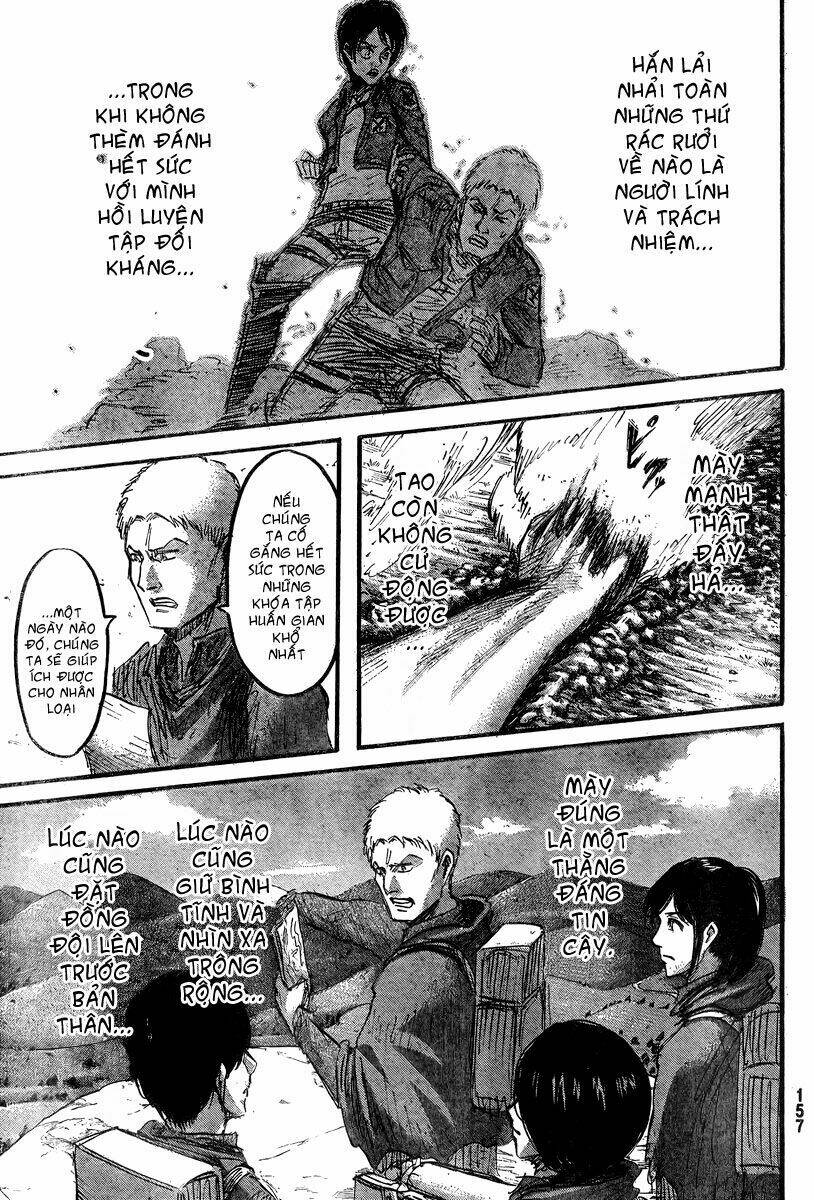 HẮN LẢI
NHẢI TOÀN
NHỮNG THỨ
RÁC RƯỞI
VỀ NÀO LÀ
NGƯỜI LÍNH
VÀ TRÁCH
NHIỆM...
...TRONG
KHI KHÔNG
THÈM ĐÁNH
HẾT SỨC
VỚI MÌNH
HỒI LUYỆN
TẬP ĐỐI
KHÁNG...
MÀY
MẠNH
THẬT
ĐẤY
HẢ...
TAO
CÒN
KHÔNG
CỬ
ĐỘNG
ĐƯỢC
...
NẾU
CHÚNG
TA CỐ
GẮNG HẾT
SỨC TRONG
NHỮNG
KHÓA TẬP
HUẤN GIAN
KHỔ
NHẤT
...MỘT
NGÀY NÀO
ĐÓ, CHÚNG
TA SẼ GIÚP
ÍCH ĐƯỢC
CHO NHÂN
LOẠI
MÀY
ĐÚNG
LÀ MỘT
THẰNG
ĐÁNG
TIN
CẬY.
LÚC NÀO
CŨNG
GIỮ BÌNH
TĨNH VÀ
NHÌN XA
TRÔNG
RỘNG...
LÚC NÀO
CŨNG
ĐẶT
ĐỒNG
ĐỘI LÊN
TRƯỚC
BẢN
THÂN...
157